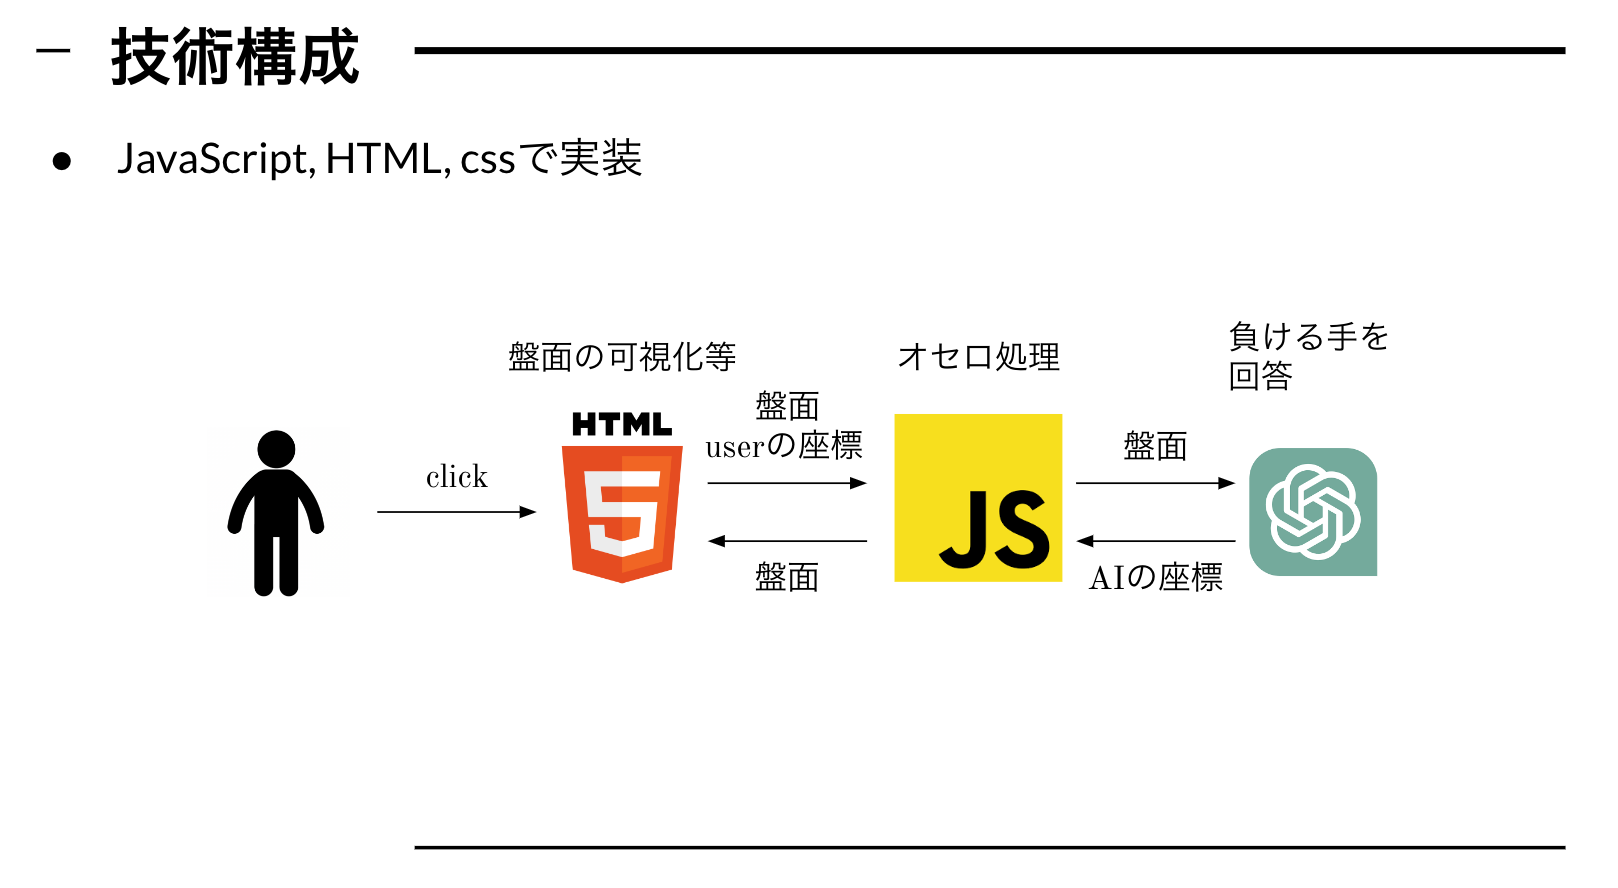 技術構成
● JavaScript, HTML, cssで実装
盤面の可視化等
オセロ処理
負ける手を
回答
click
HTML
5
盤面
userの座標
盤面
JS
盤面
AIの座標